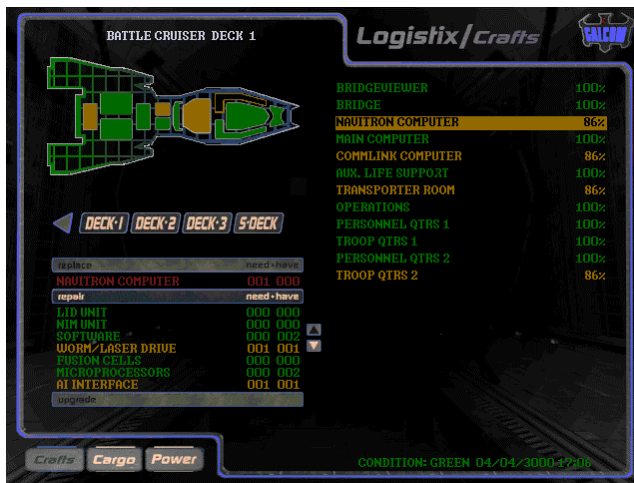 BATTLE CRUISER DECK 1
Logistix/Crafts
GALCOM
BRIDGEVIEWER 100%
BRIDGE 100%
NAVITRON COMPUTER 86%
MAIN COMPUTER 100%
COMMLINK COMPUTER 86%
AUX. LIFE SUPPORT 100%
TRANSPORTER ROOM 86%
OPERATIONS 100%
PERSONNEL QTRS 1 100%
TROOP QTRS 1 100%
PERSONNEL QTRS 2 100%
TROOP QTRS 2 86%
DECK·1 DECK·2 DECK·3 S-DECK
replace need·have
NAVITRON COMPUTER 001 000
repair need·have
LID UNIT 000 000
NIM UNIT 000 000
SOFTWARE 000 002
WORM/LASER DRIVE 001 001
FUSION CELLS 000 000
MICROPROCESSORS 000 002
AI INTERFACE 001 001
upgrade
Crafts Cargo Power
CONDITION: GREEN 04/04/3000 17:06